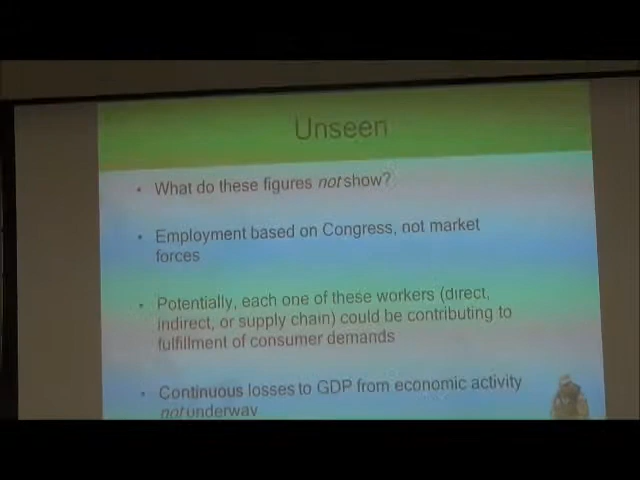 Unseen
• What do these figures not show?
• Employment based on Congress, not market
forces
• Potentially, each one of these workers (direct,
indirect, or supply chain) could be contributing to
fulfillment of consumer demands
• Continuous losses to GDP from economic activity
not underway